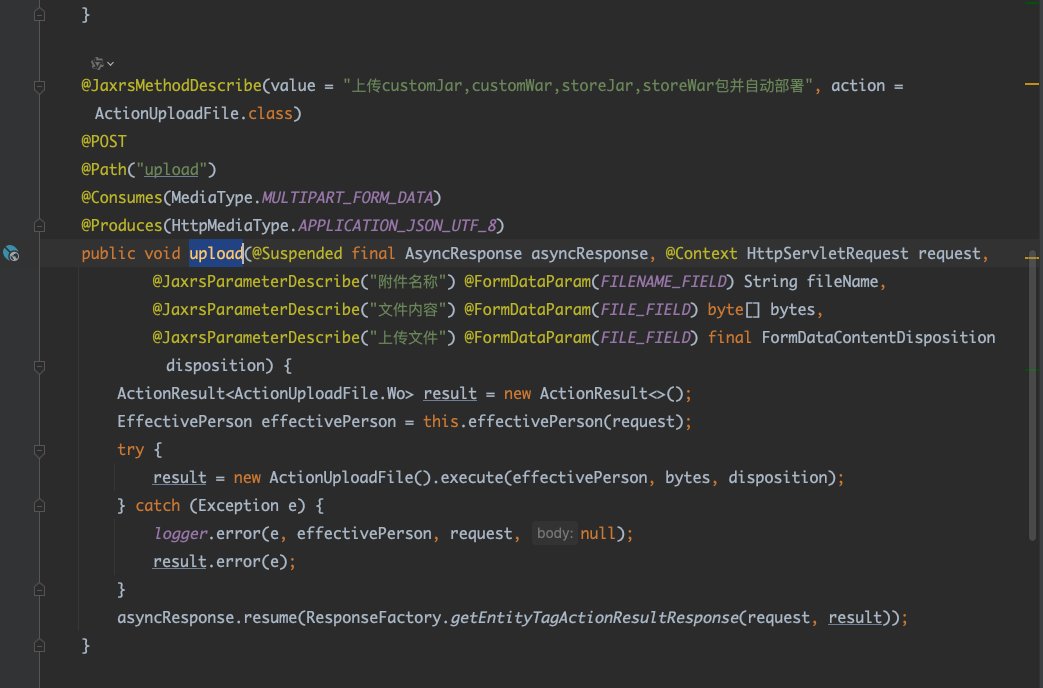 }
@JaxrsMethodDescribe(value = "上传customJar,customWar,storeJar,storeWar包并自动部署", action =
ActionUploadFile.class)
@POST
@Path("upload")
@Consumes(MediaType.MULTIPART_FORM_DATA)
@Produces(HttpMediaType.APPLICATION_JSON_UTF_8)
public void upload(@Suspended final AsyncResponse asyncResponse, @Context HttpServletRequest request,
@JaxrsParameterDescribe("附件名称") @FormDataParam(FILENAME_FIELD) String fileName,
@JaxrsParameterDescribe("文件内容") @FormDataParam(FILE_FIELD) byte[] bytes,
@JaxrsParameterDescribe("上传文件") @FormDataParam(FILE_FIELD) final FormDataContentDisposition
disposition) {
ActionResult<ActionUploadFile.Wo> result = new ActionResult<>();
EffectivePerson effectivePerson = this.effectivePerson(request);
try {
result = new ActionUploadFile().execute(effectivePerson, bytes, disposition);
} catch (Exception e) {
logger.error(e, effectivePerson, request, body: null);
result.error(e);
}
asyncResponse.resume(ResponseFactory.getEntityTagActionResultResponse(request, result));
}